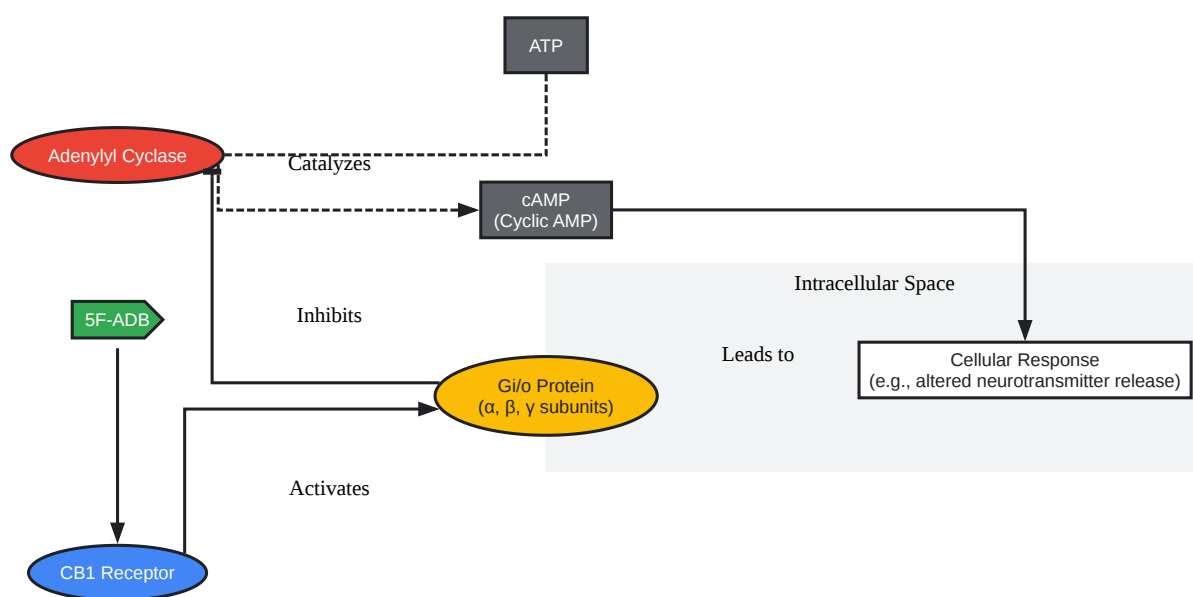 ATP
Adenylyl Cyclase
Catalyzes
cAMP
(Cyclic AMP)
Intracellular Space
Inhibits
5F-ADB
Leads to
Cellular Response
(e.g., altered neurotransmitter release)
Gi/o Protein
(α, β, γ subunits)
Activates
CB1 Receptor